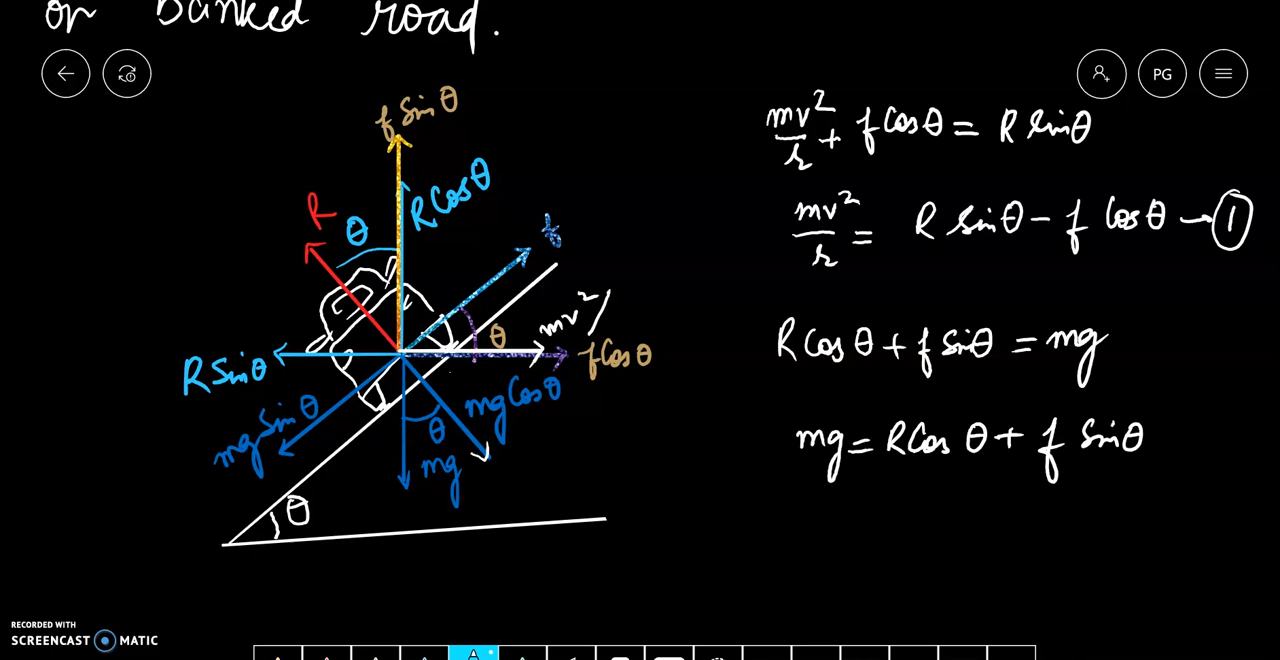 on banked road.
PG
f Sin θ
R Cos θ
R
θ
f
θ
mv²/
f Cos θ
R Sin θ
mg Sin θ
mg Cos θ
θ
mg
θ
mv²/r + f Cos θ = R Sin θ
mv²/r = R Sin θ - f Cos θ → ①
R Cos θ + f Sin θ = mg
mg = R Cos θ + f Sin θ
RECORDED WITH
SCREENCAST MATIC